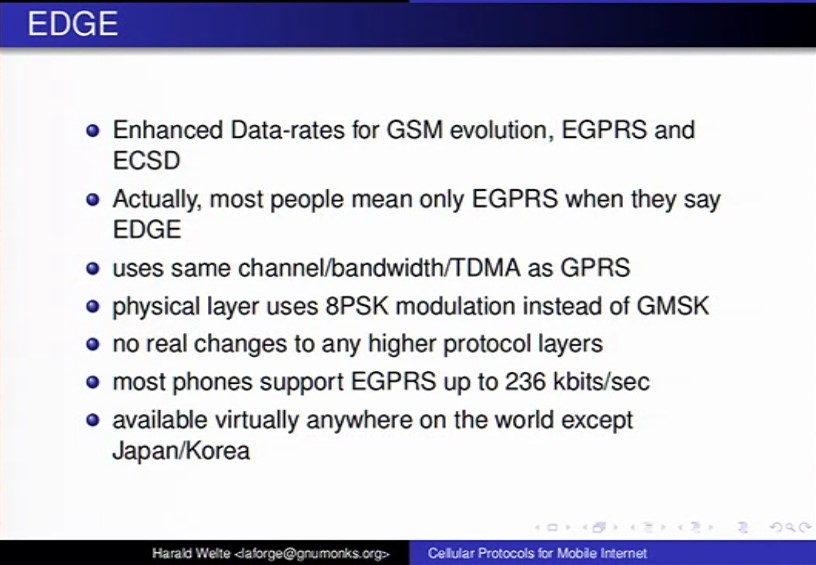 EDGE
Enhanced Data-rates for GSM evolution, EGPRS and
ECSD
Actually, most people mean only EGPRS when they say
EDGE
uses same channel/bandwidth/TDMA as GPRS
physical layer uses 8PSK modulation instead of GMSK
no real changes to any higher protocol layers
most phones support EGPRS up to 236 kbits/sec
available virtually anywhere on the world except
Japan/Korea
Harald Welte <laforge@gnumonks.org>
Cellular Protocols for Mobile Internet